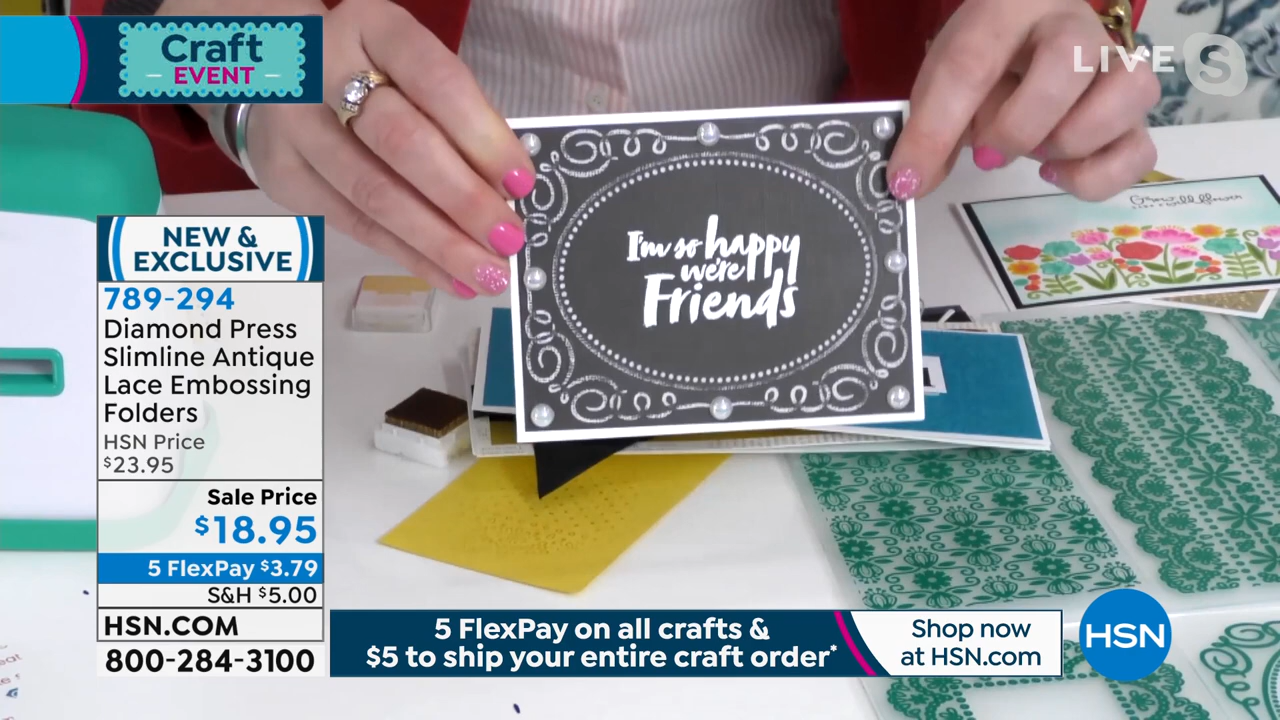 Craft
EVENT
LIVE S
NEW &
EXCLUSIVE
789-294
Diamond Press
Slimline Antique
Lace Embossing
Folders
HSN Price
$23.95
Sale Price
$18.95
5 FlexPay $3.79
S&H $5.00
HSN.COM
800-284-3100
I'm so happy
we're
Friends
5 FlexPay on all crafts &
$5 to ship your entire craft order*
Shop now
at HSN.com
HSN